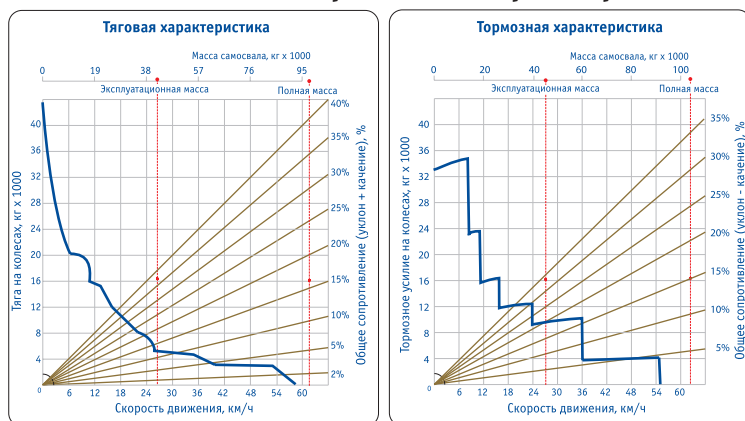 Тяговая характеристика
Масса самосвала, кг x 1000
0 19 38 57 76 95
Эксплуатационная масса
Полная масса
Тяга на колесах, кг x 1000
40
36
32
28
24
20
16
12
8
4
0
40%
35%
30%
25%
20%
15%
10%
5%
2%
Общее сопротивление (уклон + качение), %
6 12 18 24 30 36 42 48 54 60
Скорость движения, км/ч
Тормозная характеристика
Масса самосвала, кг x 1000
0 20 40 60 80 100
Эксплуатационная масса
Полная масса
Тормозное усилие на колесах, кг x 1000
40
36
32
28
24
20
16
12
8
4
0
35%
30%
25%
20%
15%
10%
5%
Общее сопротивление (уклон - качение), %
6 12 18 24 30 36 42 48 54 60
Скорость движения, км/ч